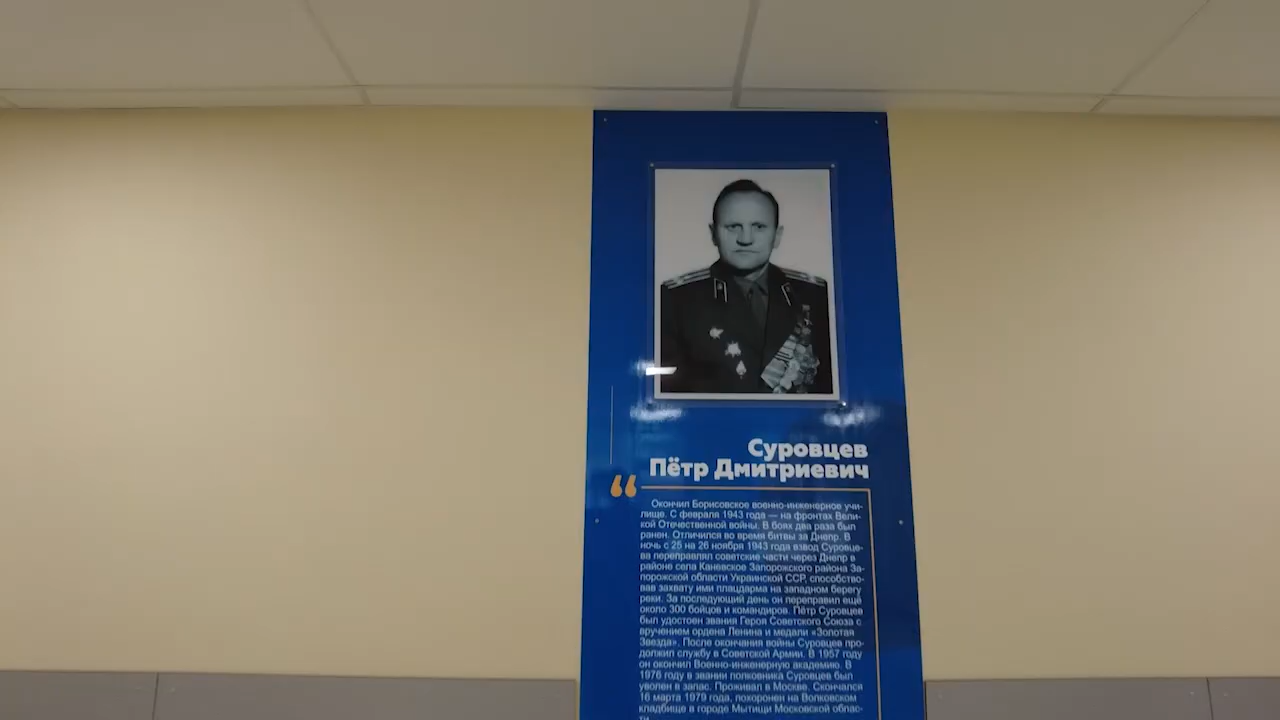 Суровцев
Пётр Дмитриевич
“
Окончил Борисовское военно-инженерное учи-
лище. С февраля 1943 года — на фронтах Вели-
кой Отечественной войны. В боях два раза был
ранен. Отличился во время битвы за Днепр. В
ночь с 25 на 26 ноября 1943 года взвод Суровце-
ва переправлял советские части через Днепр в
районе села Каневское Запорожского района За-
порожской области Украинской ССР, способство-
вав захвату ими плацдарма на западном берегу
реки. За последующий день он переправил ещё
около 300 бойцов и командиров. Пётр Суровцев
был удостоен звания Героя Советского Союза с
вручением ордена Ленина и медали «Золотая
Звезда». После окончания войны Суровцев про-
должил службу в Советской Армии. В 1957 году
он окончил Военно-инженерную академию. В
1976 году в звании полковника Суровцев был
уволен в запас. Проживал в Москве. Скончался
16 марта 1979 года, похоронен на Волковском
кладбище в городе Мытищи Московской облас-
ти.